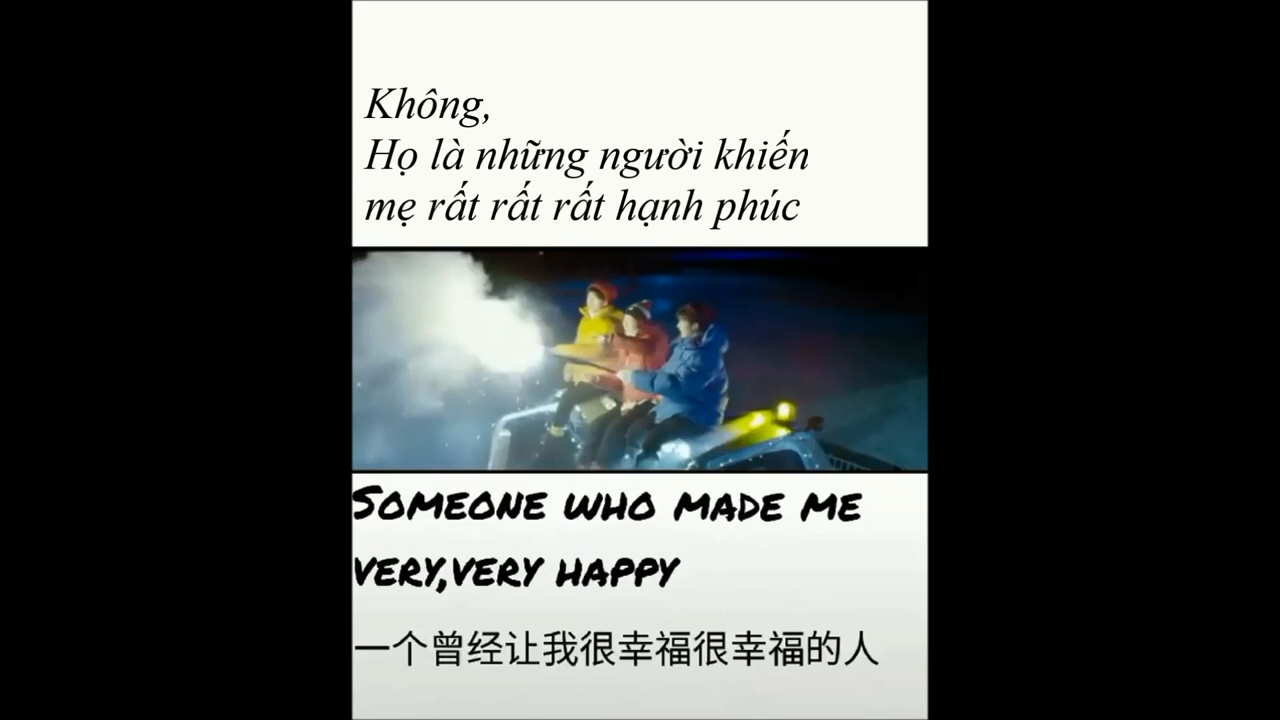 Không,
Họ là những người khiến
mẹ rất rất rất hạnh phúc
SOMEONE WHO MADE ME
VERY,VERY HAPPY
一个曾经让我很幸福很幸福的人